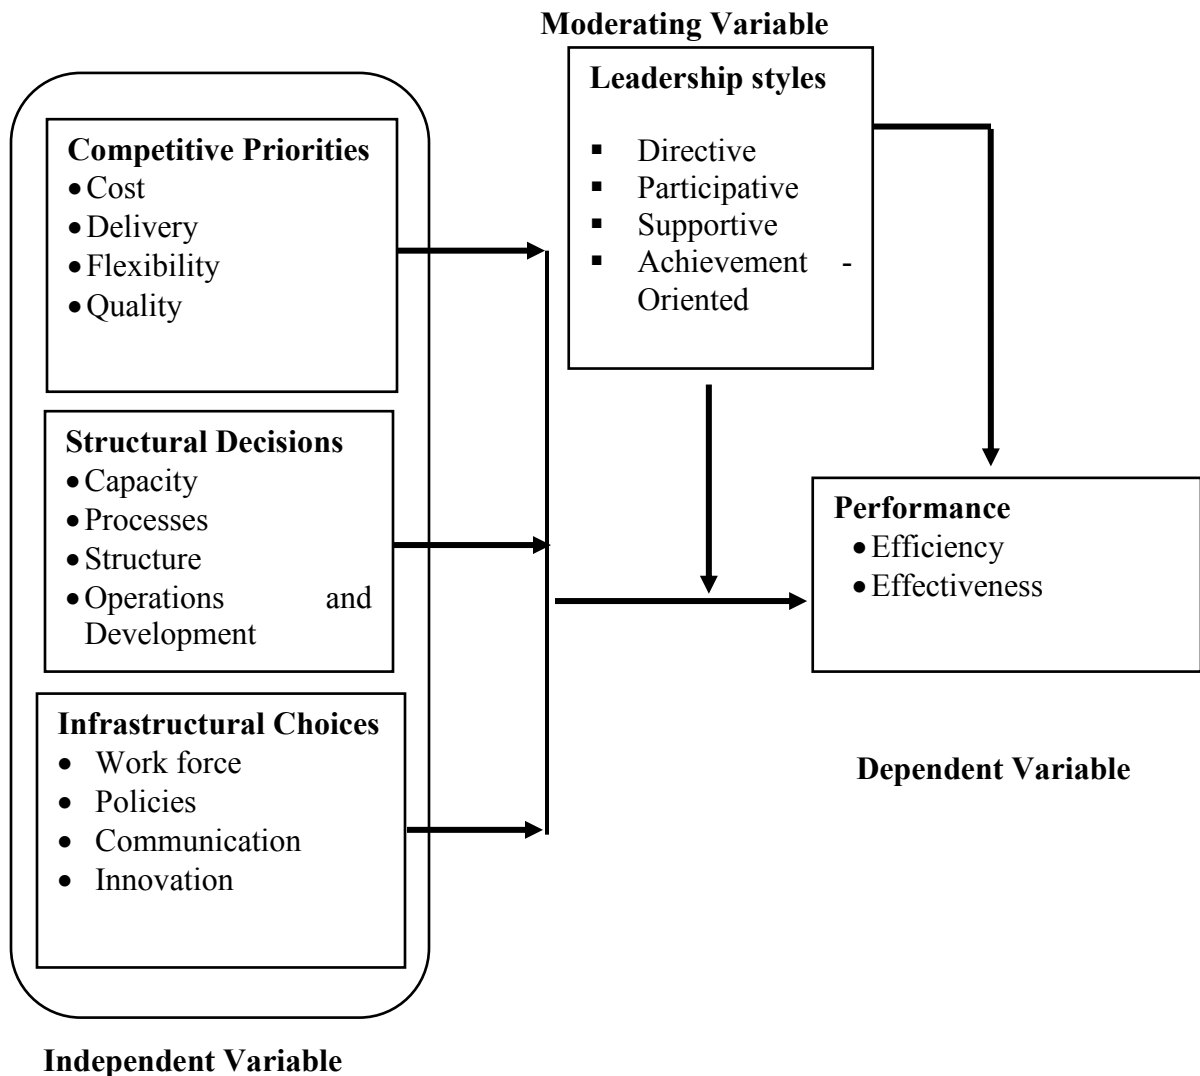 Moderating Variable
Leadership styles
▪ Directive
▪ Participative
▪ Supportive
▪ Achievement -
Oriented
Competitive Priorities
•Cost
•Delivery
•Flexibility
•Quality
Structural Decisions
•Capacity
•Processes
•Structure
•Operations and
Development
Infrastructural Choices
• Work force
• Policies
• Communication
• Innovation
Independent Variable
Performance
•Efficiency
•Effectiveness
Dependent Variable